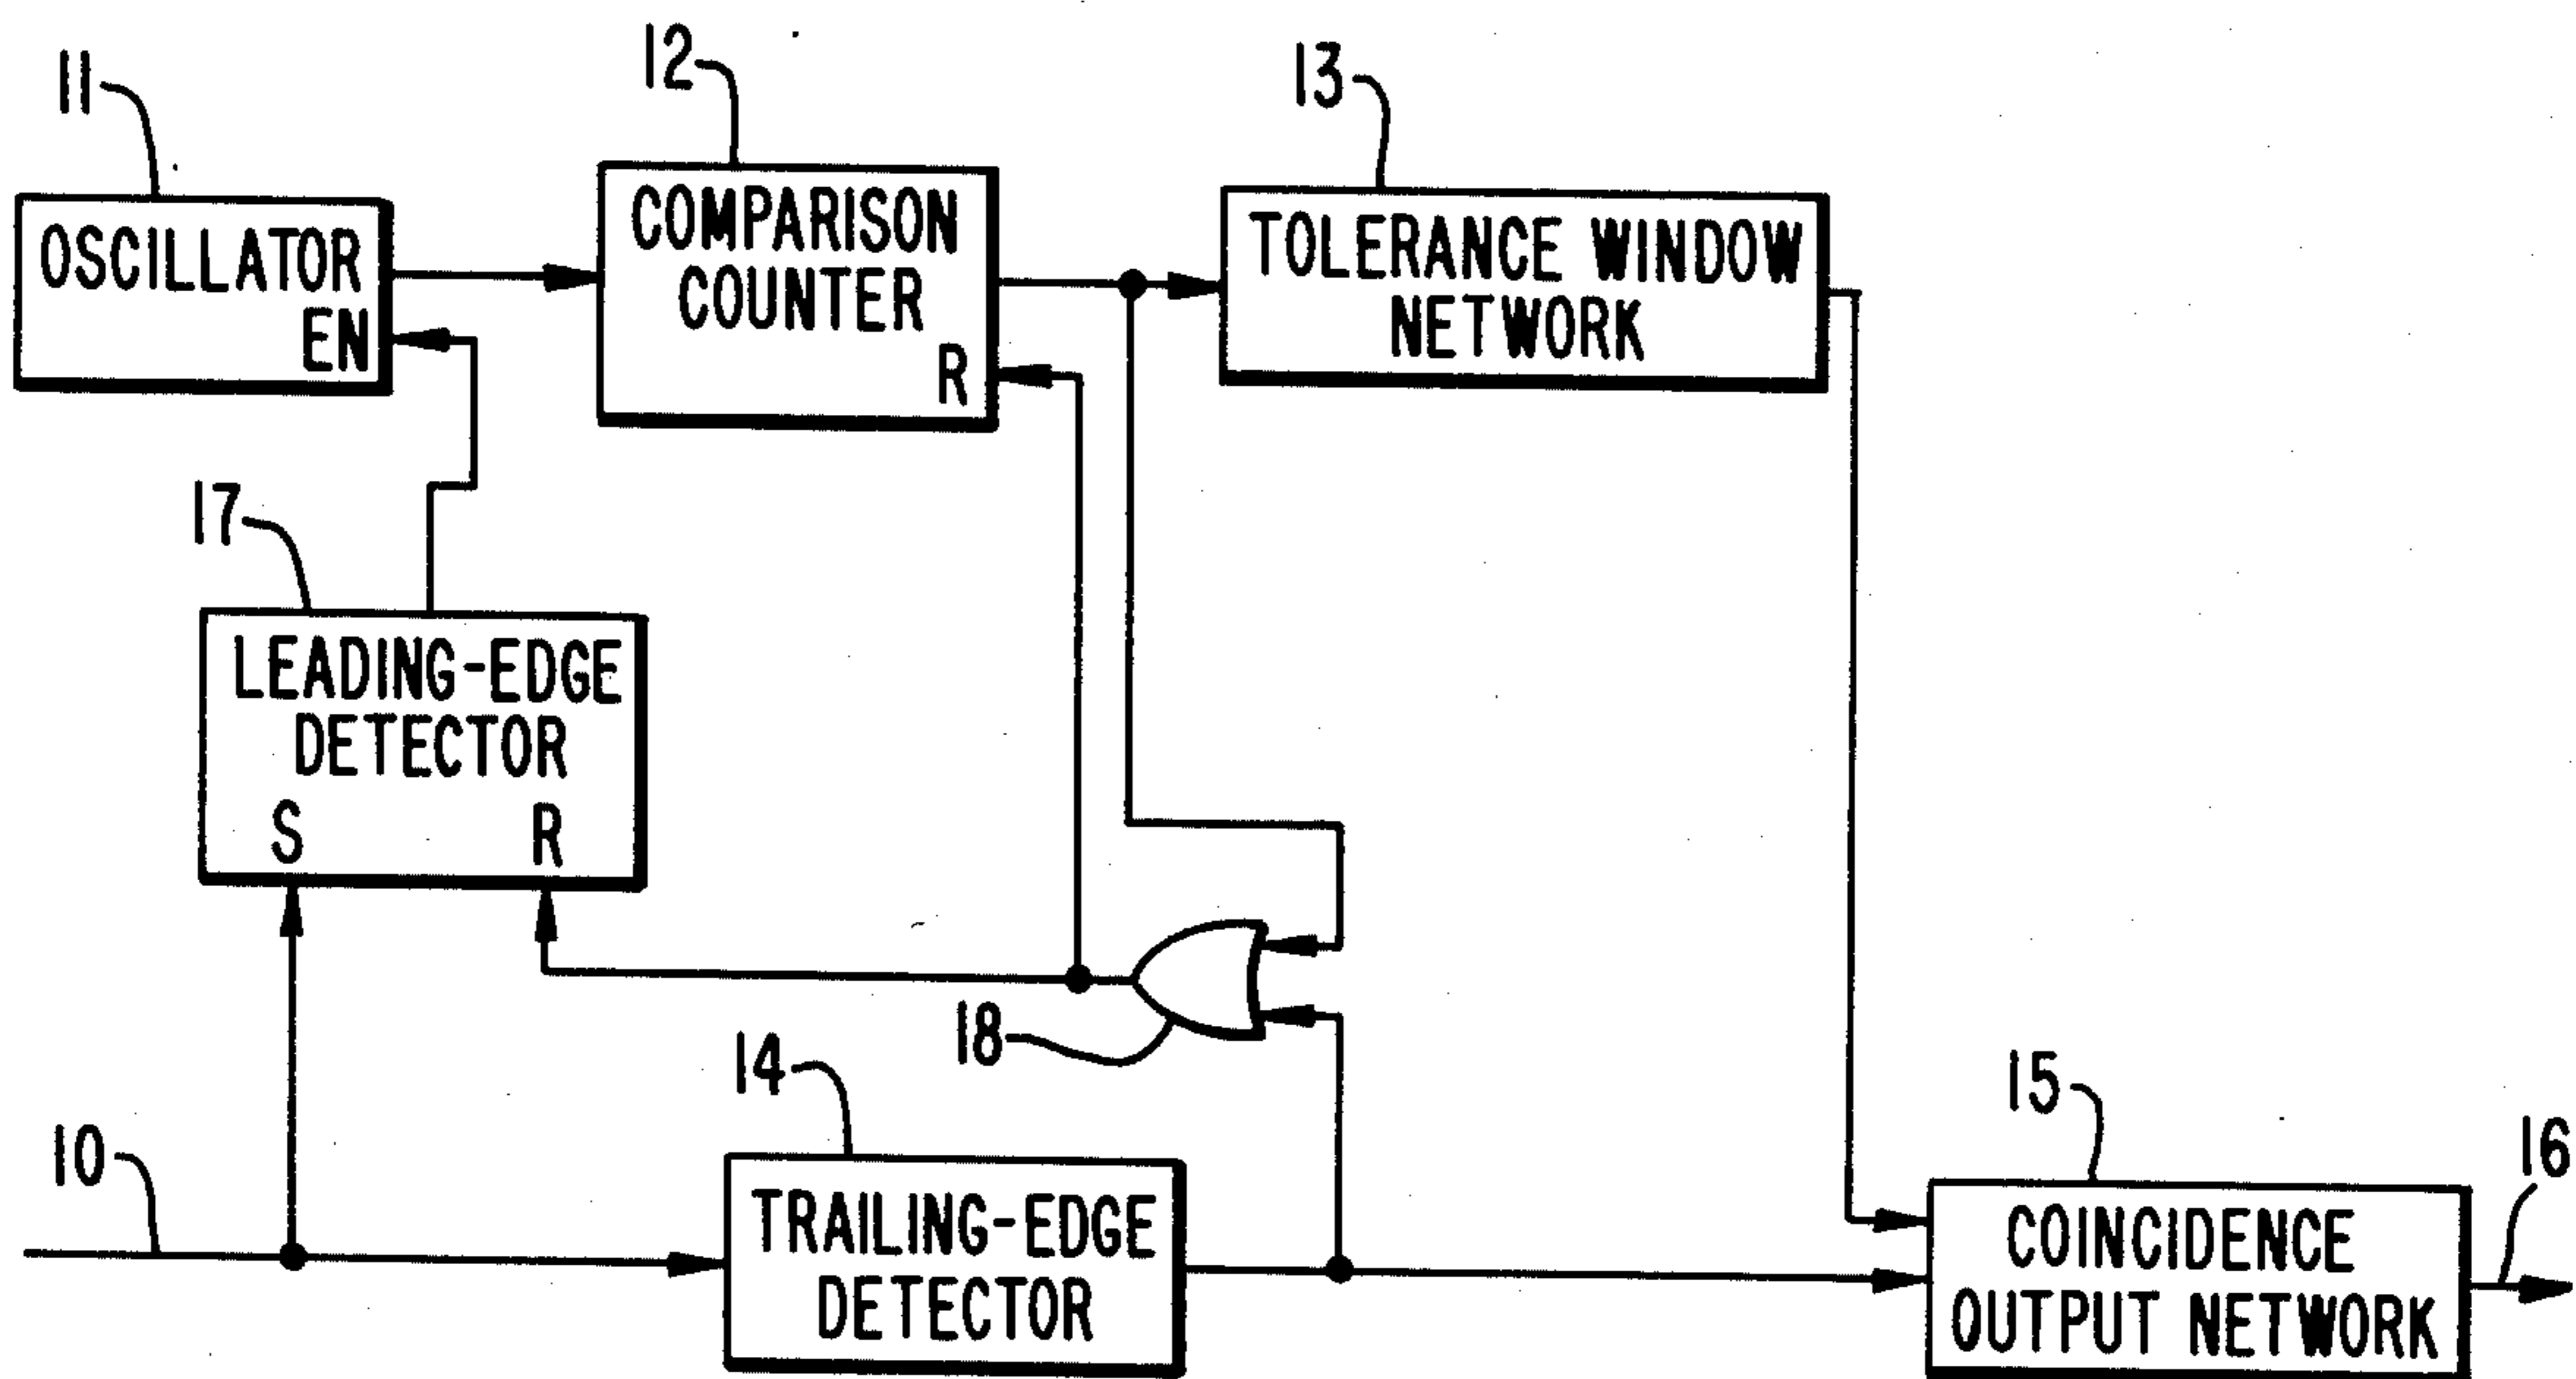 11
12
13
OSCILLATOR
EN
COMPARISON
COUNTER
R
TOLERANCE WINDOW
NETWORK
17
LEADING-EDGE
DETECTOR
S R
18
14
15
10
16
TRAILING-EDGE
DETECTOR
COINCIDENCE
OUTPUT NETWORK